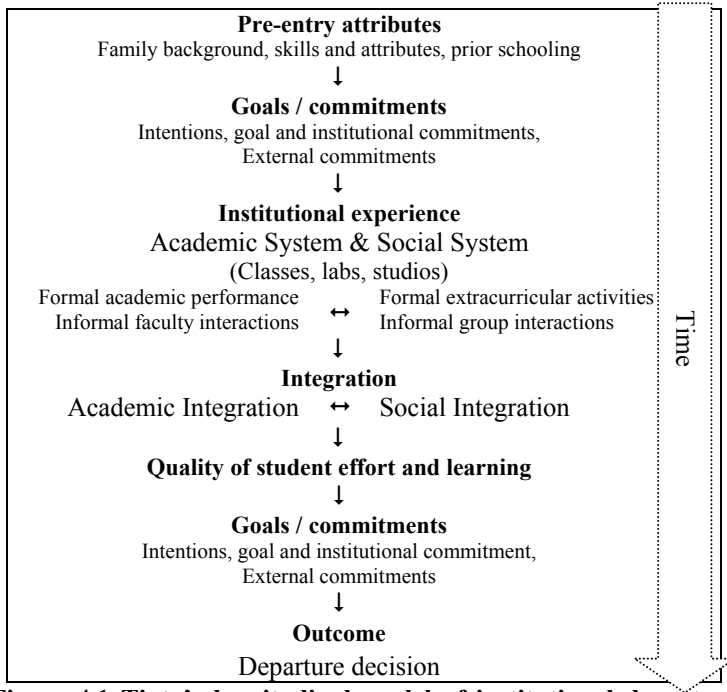 Pre-entry attributes
Family background, skills and attributes, prior schooling
↓
Goals / commitments
Intentions, goal and institutional commitments,
External commitments
↓
Institutional experience
Academic System & Social System
(Classes, labs, studios)
Formal academic performance ↔ Formal extracurricular activities
Informal faculty interactions Informal group interactions
↓
Integration
Academic Integration ↔ Social Integration
↓
Quality of student effort and learning
↓
Goals / commitments
Intentions, goal and institutional commitment,
External commitments
↓
Outcome
Departure decision
Time